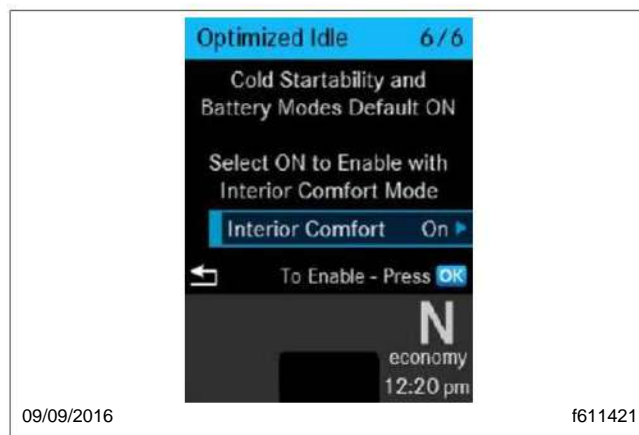 Optimized Idle 6/6
Cold Startability and
Battery Modes Default ON
Select ON to Enable with
Interior Comfort Mode
Interior Comfort On
To Enable - Press OK
N
economy
12:20 pm
09/09/2016 f611421